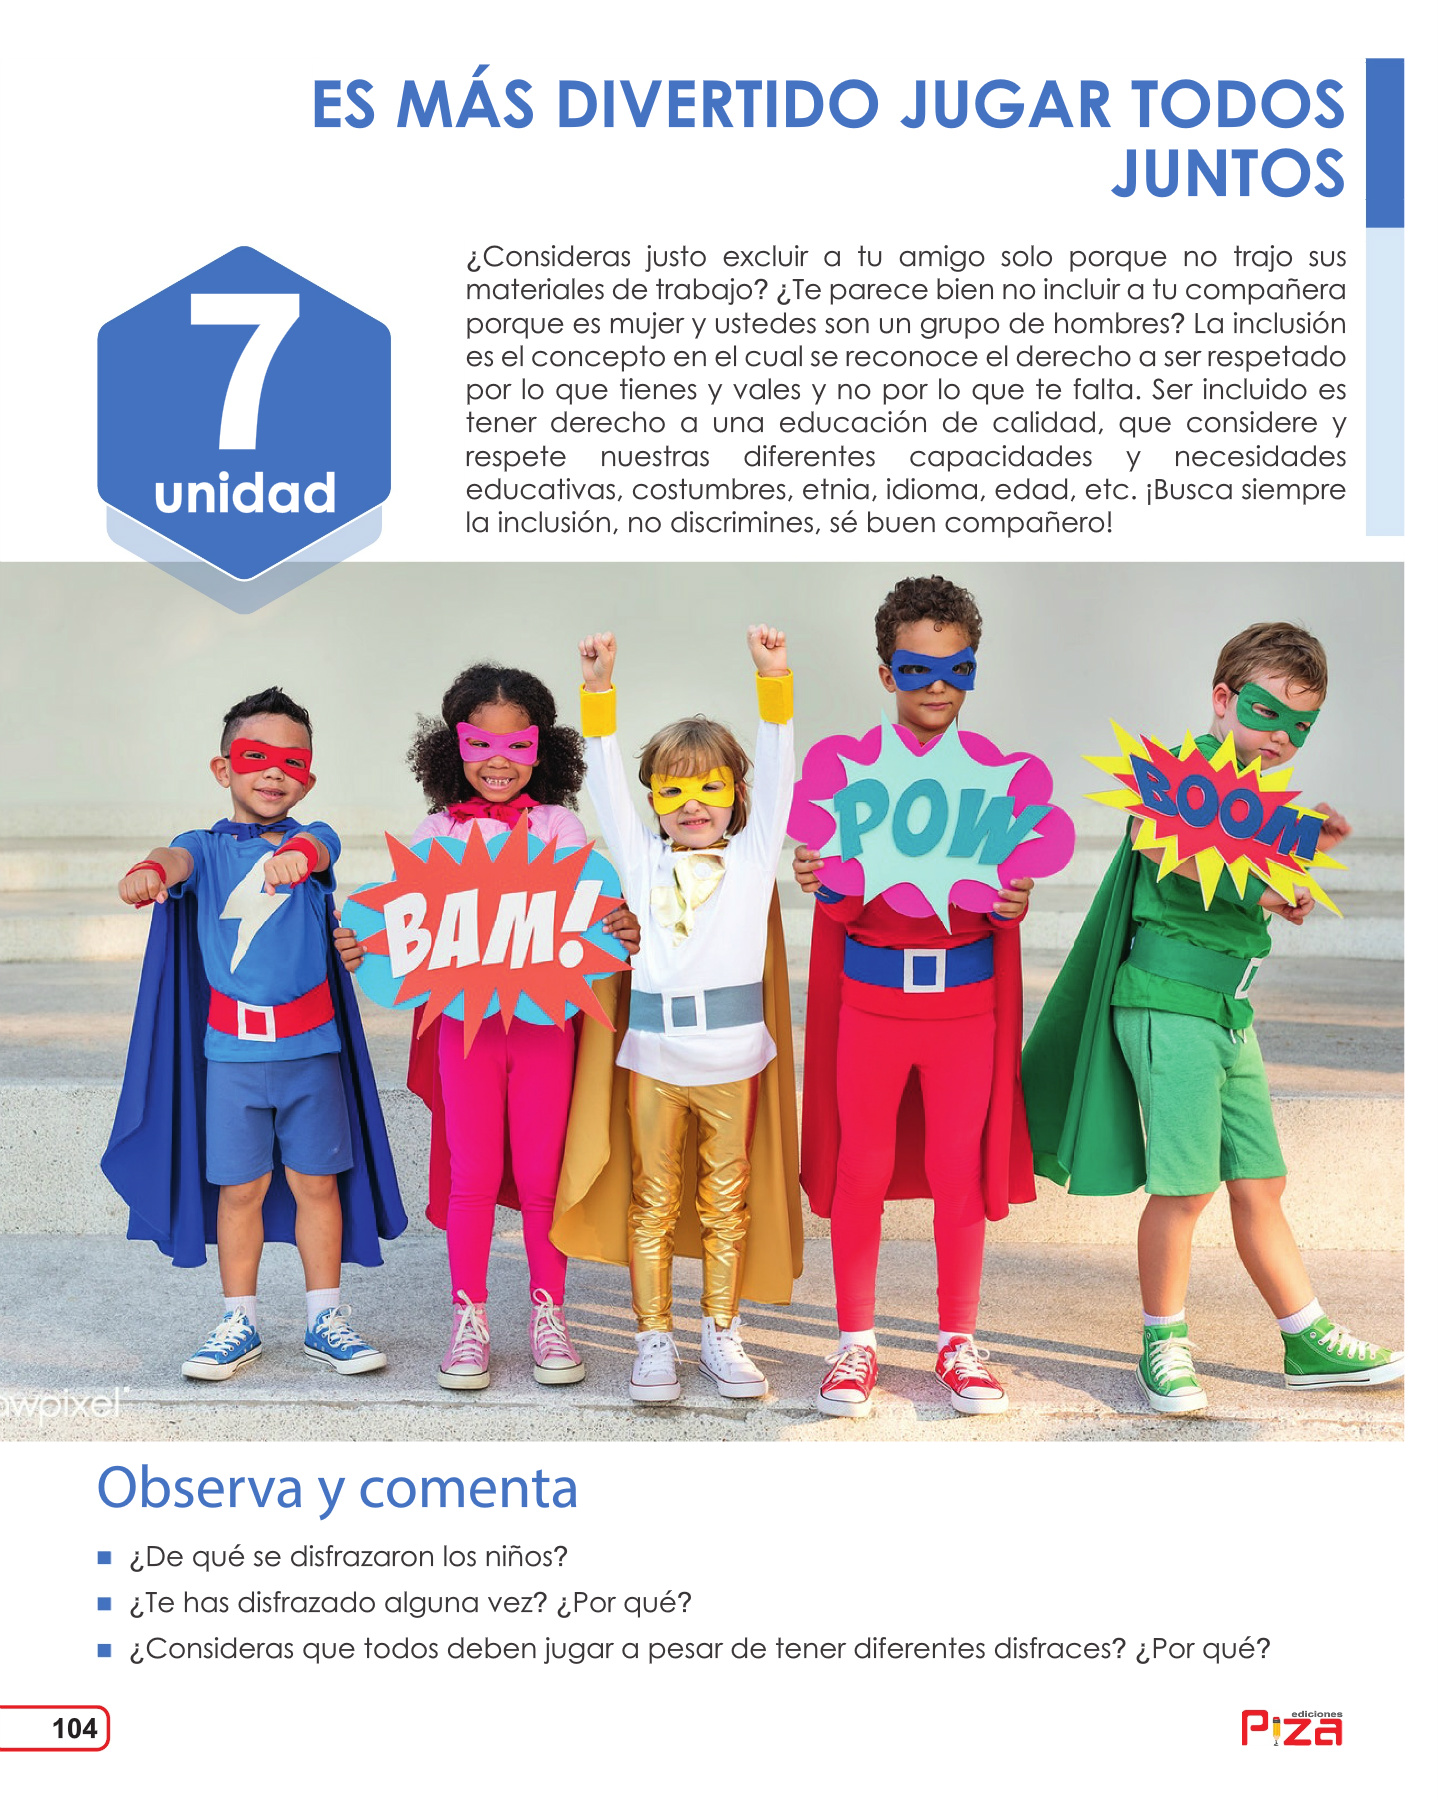 ES MÁS DIVERTIDO JUGAR TODOS
JUNTOS
7
unidad
¿Consideras justo excluir a tu amigo solo porque no trajo sus
materiales de trabajo? ¿Te parece bien no incluir a tu compañera
porque es mujer y ustedes son un grupo de hombres? La inclusión
es el concepto en el cual se reconoce el derecho a ser respetado
por lo que tienes y vales y no por lo que te falta. Ser incluido es
tener derecho a una educación de calidad, que considere y
respete nuestras diferentes capacidades y necesidades
educativas, costumbres, etnia, idioma, edad, etc. ¡Busca siempre
la inclusión, no discrimines, sé buen compañero!
BAM!
POW
BOOM
awpixel
Observa y comenta
¿De qué se disfrazaron los niños?
¿Te has disfrazado alguna vez? ¿Por qué?
¿Consideras que todos deben jugar a pesar de tener diferentes disfraces? ¿Por qué?
104
ediciones
Piza